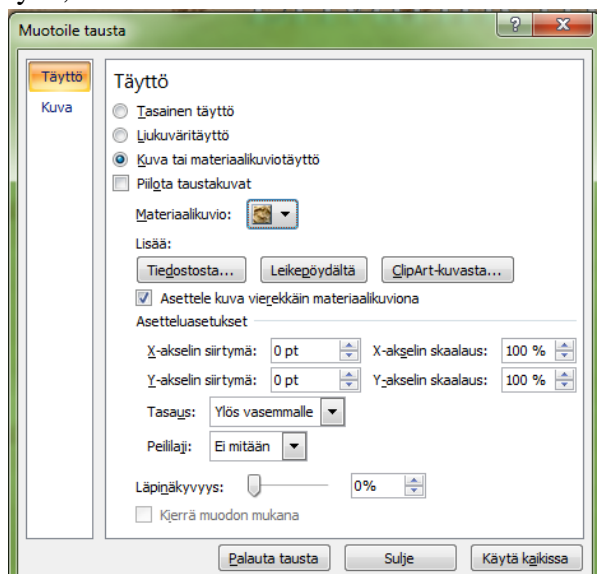 Muotoile tausta
Täyttö
Kuva
Täyttö
Tasainen täyttö
Liukuväritäyttö
Kuva tai materiaalikuviotäyttö
Piilota taustakuvat
Materiaalikuvio:
Lisää:
Tiedostosta... Leikepöydältä ClipArt-kuvasta...
Asettele kuva vierekkäin materiaalikuviona
Asetteluasetukset
X-akselin siirtymä: 0 pt X-akselin skaalaus: 100 %
Y-akselin siirtymä: 0 pt Y-akselin skaalaus: 100 %
Tasaus: Ylös vasemmalle
Peililaji: Ei mitään
Läpinäkyvyys: 0%
Kierrä muodon mukana
Palauta tausta Sulje Käytä kaikissa